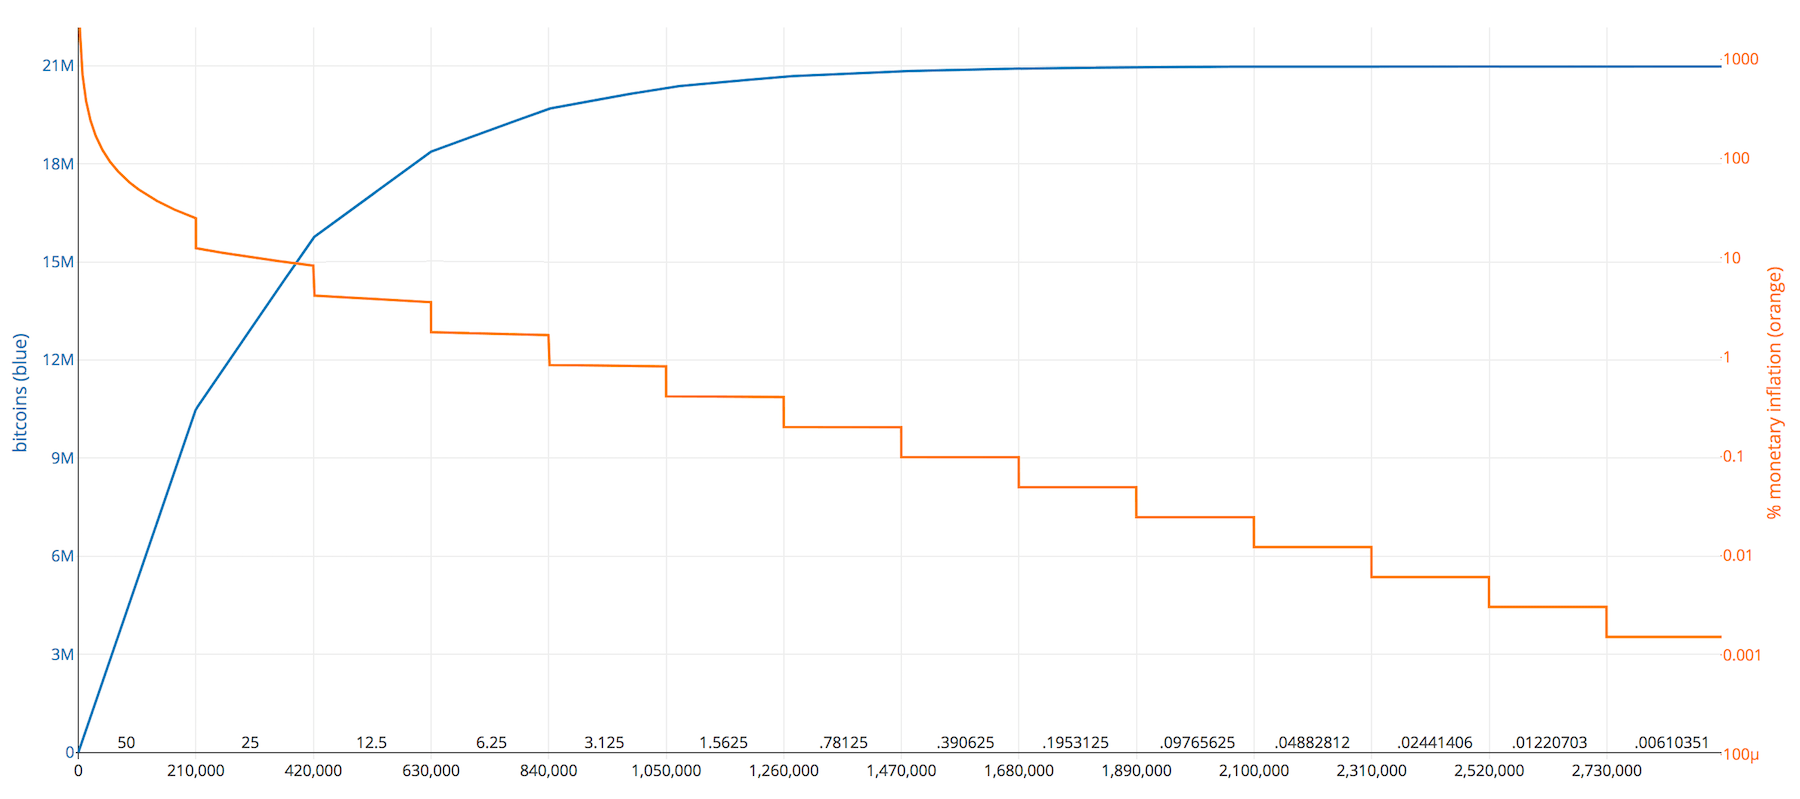 21M
18M
15M
12M
9M
6M
3M
0
bitcoins (blue)
1000
100
10
1
0.1
0.01
0.001
100μ
% monetary inflation (orange)
50 25 12.5 6.25 3.125 1.5625 .78125 .390625 .1953125 .09765625 .04882812 .02441406 .01220703 .00610351
0 210,000 420,000 630,000 840,000 1,050,000 1,260,000 1,470,000 1,680,000 1,890,000 2,100,000 2,310,000 2,520,000 2,730,000